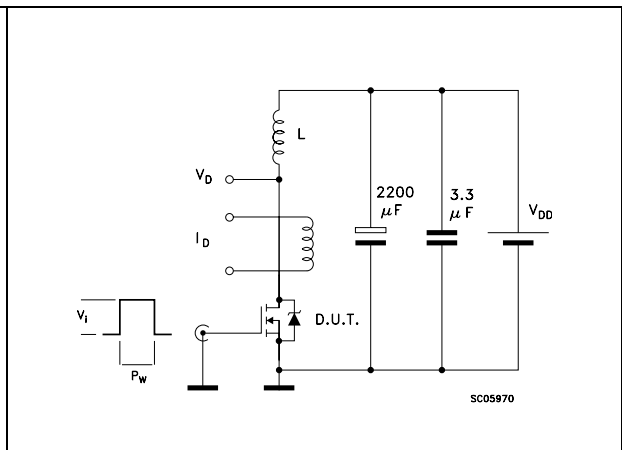 L
V_D
2200
μF
3.3
μF
V_DD
I_D
V_i
D.U.T.
P_W
SC05970